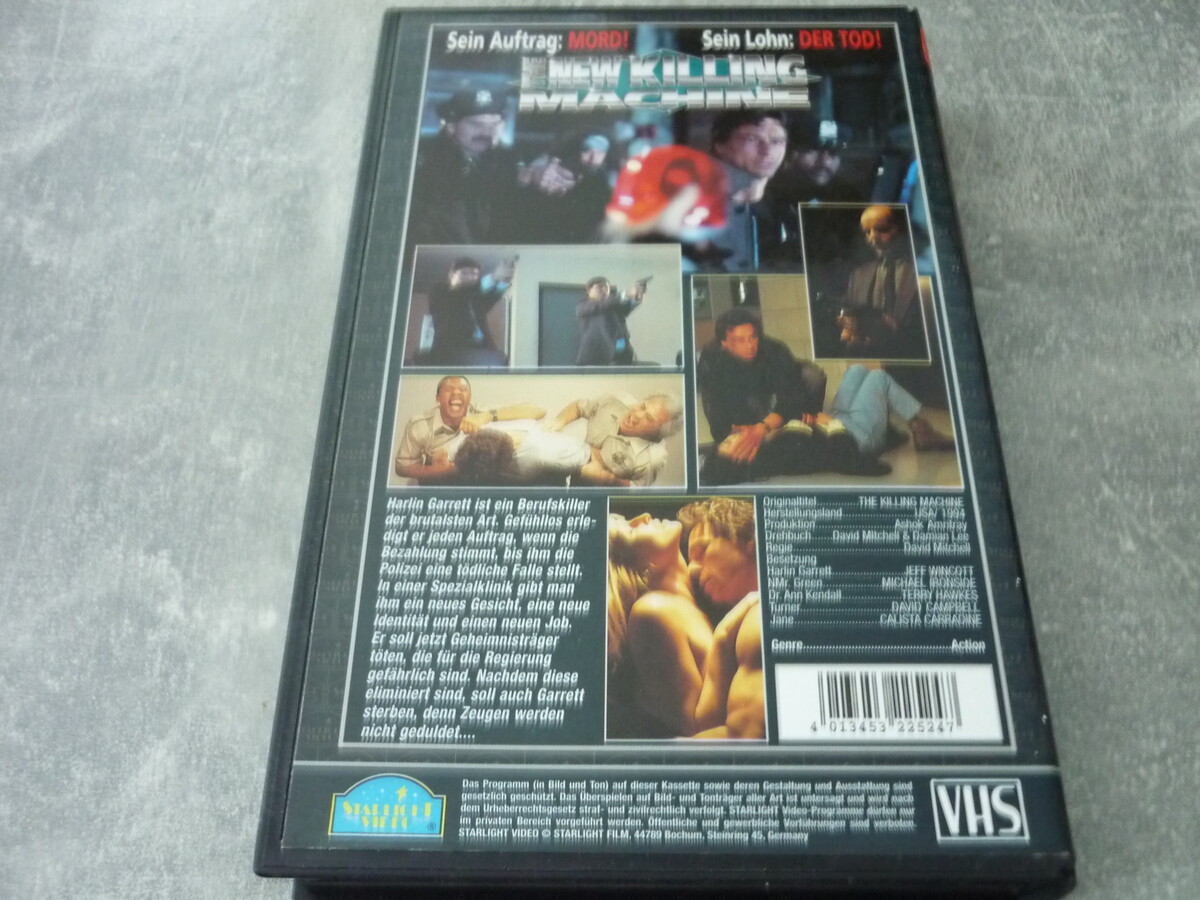 Sein Auftrag: MORD! Sein Lohn: DER TOD!
THE NEW KILLING
MACHINE
Harlin Garrett ist ein Berufskiller
der brutalsten Art. Gefühllos erle-
digt er jeden Auftrag, wenn die
Bezahlung stimmt, bis ihm die
Polizei eine tödliche Falle stellt.
In einer Spezialklinik gibt man
ihm ein neues Gesicht, eine neue
Identität und einen neuen Job.
Er soll jetzt Geheimnisträger
töten, die für die Regierung
gefährlich sind. Nachdem diese
eliminiert sind, soll auch Garrett
sterben, denn Zeugen werden
nicht geduldet....
Originaltitel..........THE KILLING MACHINE
Herstellungsland..........USA/ 1994
Produktion..........Ashok Amritray
Drehbuch.....David Mitchell & Damian Lee
Regie..........David Mitchell
Besetzung
Harlin Garrett..........JEFF WINCOTT
NMr. Green..........MICHAEL IRONSIDE
Dr. Ann Kendall..........TERRY HAWKES
Turner..........DAVID CAMPBELL
Jane..........CALISTA CARRADINE
Genre..........Action
4 013453 225247
STARLIGHT
VIDEO ®
Das Programm (in Bild und Ton) auf dieser Kassette sowie deren Gestaltung und Ausstattung sind
gesetzlich geschützt. Das Überspielen auf Bild- und Tonträger aller Art ist untersagt und wird nach
dem Urheberrechtsgesetz straf- und zivilrechtlich verfolgt. STARLIGHT Video-Programme dürfen nur
im privaten Bereich vorgeführt werden. Öffentliche und gewerbliche Vorführungen sind verboten.
STARLIGHT VIDEO © STARLIGHT FILM, 44789 Bochum, Steinring 45, Germany
VHS